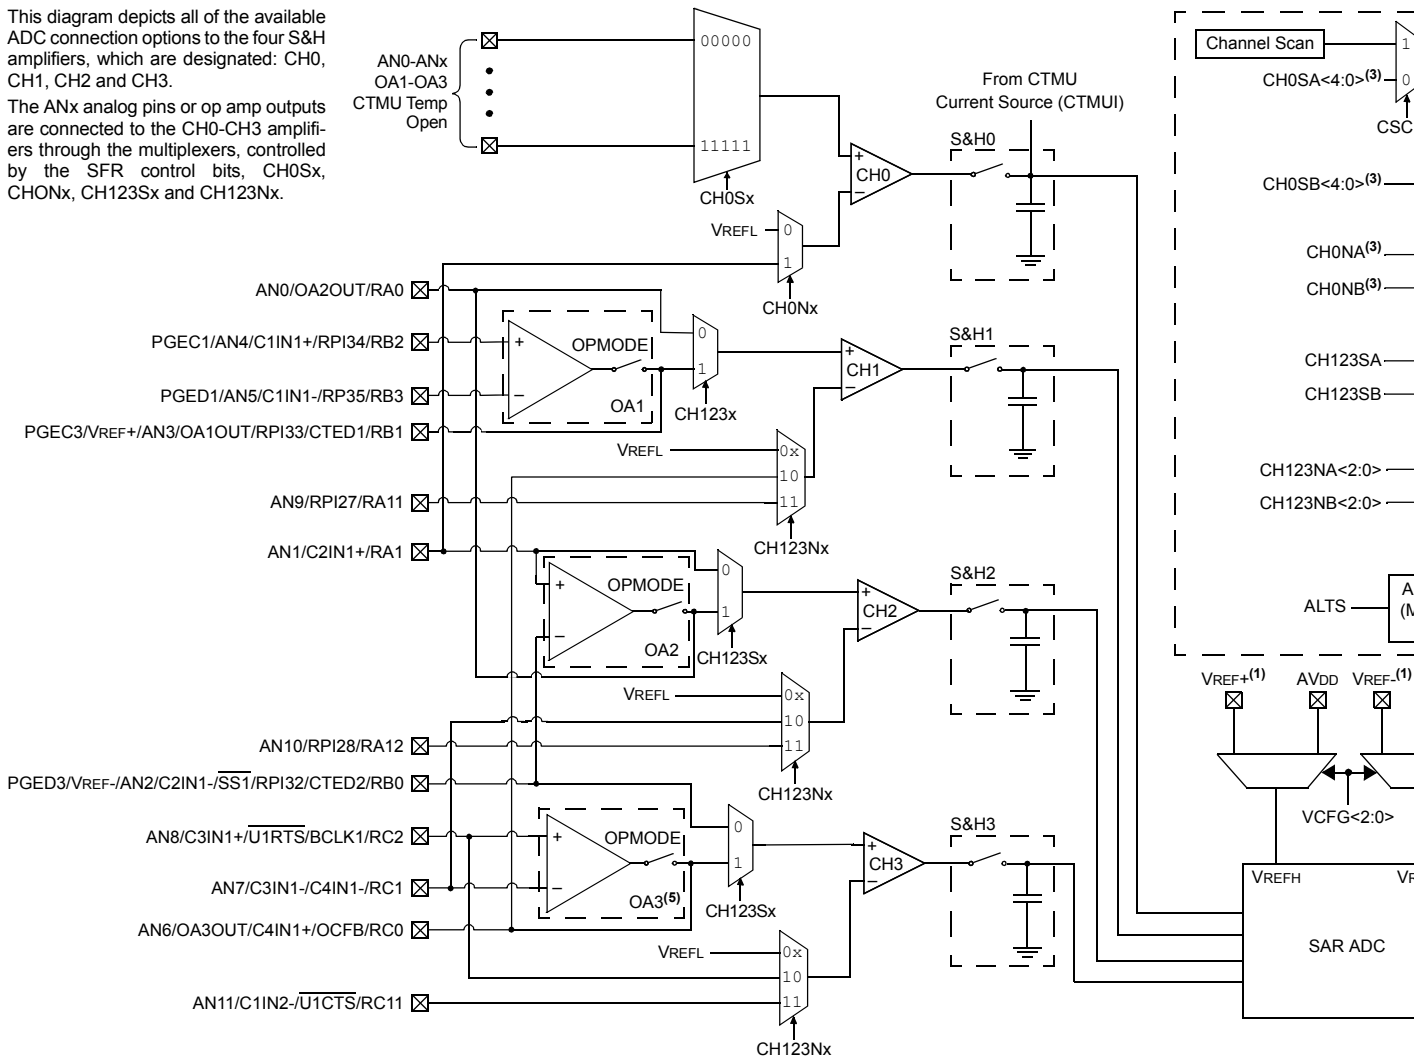 This diagram depicts all of the available
ADC connection options to the four S&H
amplifiers, which are designated: CH0,
CH1, CH2 and CH3.
The ANx analog pins or op amp outputs
are connected to the CH0-CH3 amplifi-
ers through the multiplexers, controlled
by the SFR control bits, CH0Sx,
CHONx, CH123Sx and CH123Nx.
AN0-ANx
OA1-OA3
CTMU Temp
Open
00000
11111
CH0Sx
From CTMU
Current Source (CTMUI)
S&H0
+
CH0
–
VREFL
0
1
CH0Nx
AN0/OA2OUT/RA0
PGEC1/AN4/C1IN1+/RPI34/RB2
PGED1/AN5/C1IN1-/RP35/RB3
PGEC3/VREF+/AN3/OA1OUT/RPI33/CTED1/RB1
+
–
OPMODE
OA1
0
1
CH123x
+
CH1
–
S&H1
VREFL
0x
10
11
CH123Nx
AN9/RPI27/RA11
AN1/C2IN1+/RA1
+
–
OPMODE
OA2
0
1
CH123Sx
+
CH2
–
S&H2
VREFL
0x
10
11
CH123Nx
AN10/RPI28/RA12
PGED3/VREF-/AN2/C2IN1-/SS1/RPI32/CTED2/RB0
AN8/C3IN1+/U1RTS/BCLK1/RC2
AN7/C3IN1-/C4IN1-/RC1
AN6/OA3OUT/C4IN1+/OCFB/RC0
+
–
OPMODE
OA3(5)
0
1
CH123Sx
+
CH3
–
S&H3
VREFL
0x
10
11
CH123Nx
AN11/C1IN2-/U1CTS/RC11
Channel Scan
1
CH0SA<4:0>(3)
0
CSC
CH0SB<4:0>(3)
CH0NA(3)
CH0NB(3)
CH123SA
CH123SB
CH123NA<2:0>
CH123NB<2:0>
ALTS
A
(M
VREF+(1)
AVDD
VREF-(1)
VCFG<2:0>
VREFH
SAR ADC